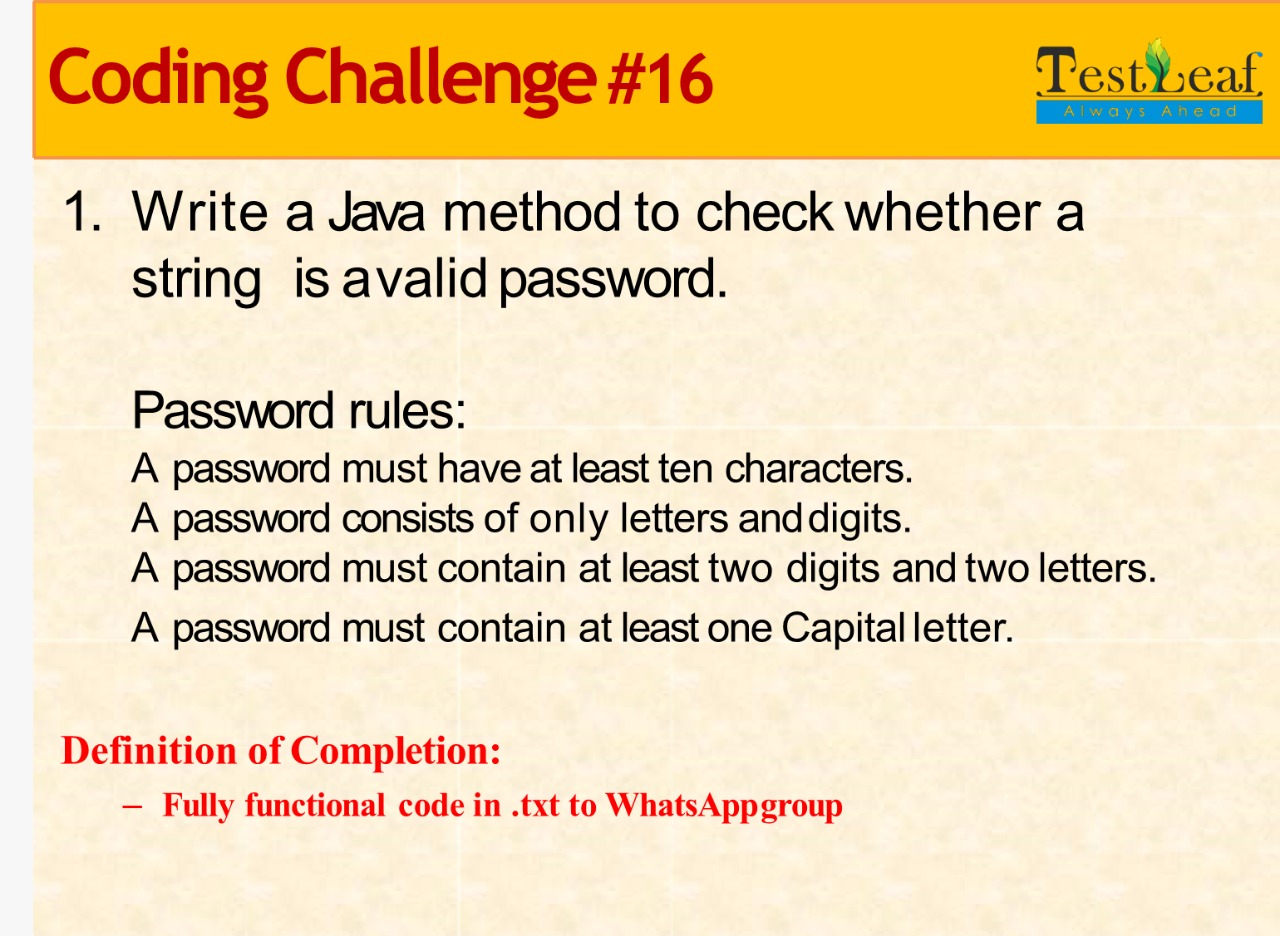 Coding Challenge #16
TestLeaf
Always Ahead
1. Write a Java method to check whether a
string is a valid password.
Password rules:
A password must have at least ten characters.
A password consists of only letters and digits.
A password must contain at least two digits and two letters.
A password must contain at least one Capital letter.
Definition of Completion:
– Fully functional code in .txt to WhatsApp group